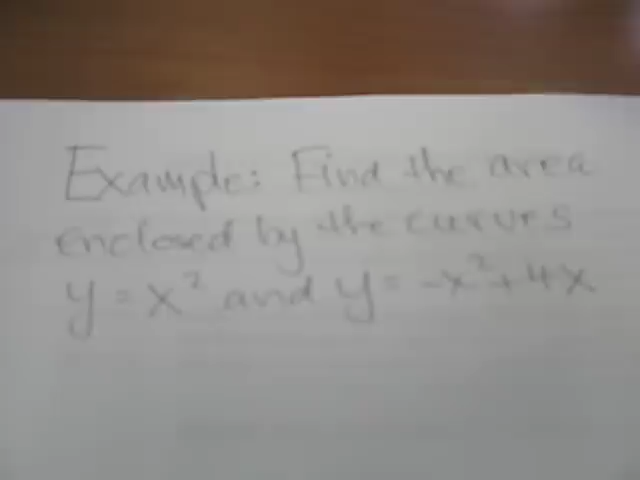 Example: Find the area
enclosed by the curves
y = x² and y = -x² + 4x